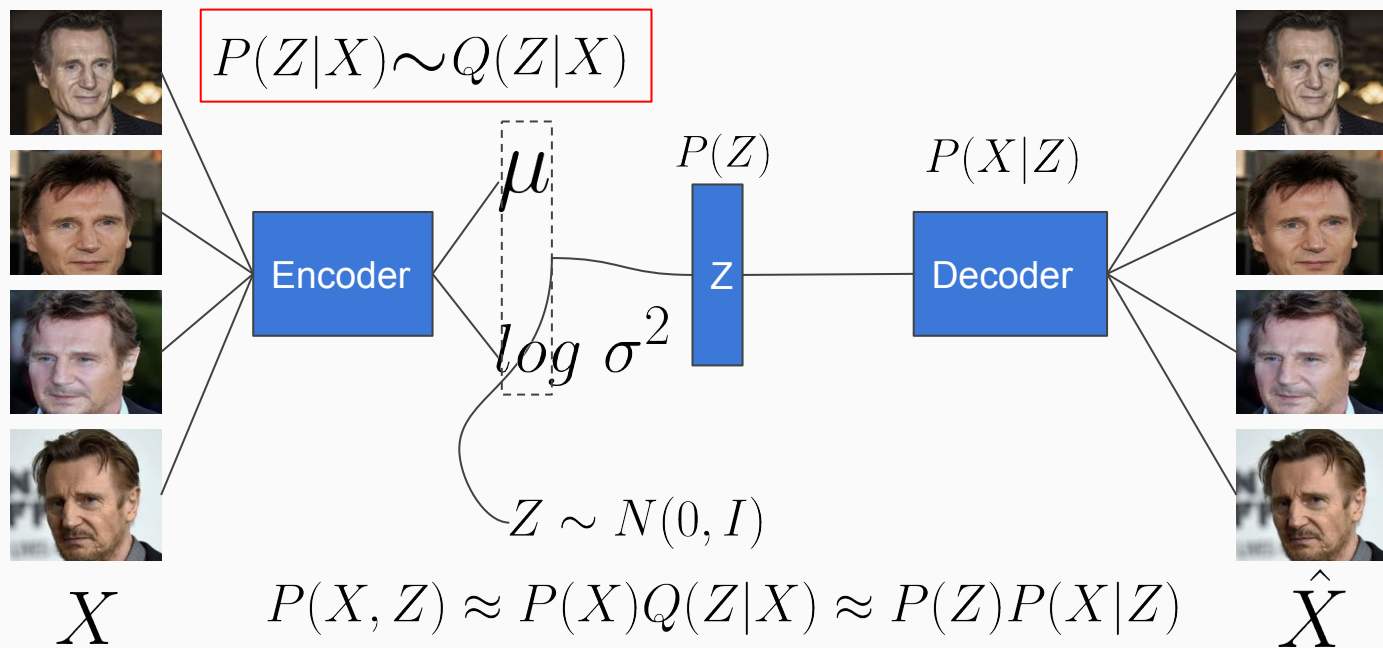 P(Z|X)∼Q(Z|X)
μ
P(Z)
P(X|Z)
Encoder
Z
Decoder
log σ²
Z ∼ N(0, I)
P(X, Z) ≈ P(X)Q(Z|X) ≈ P(Z)P(X|Z)
X
X̂